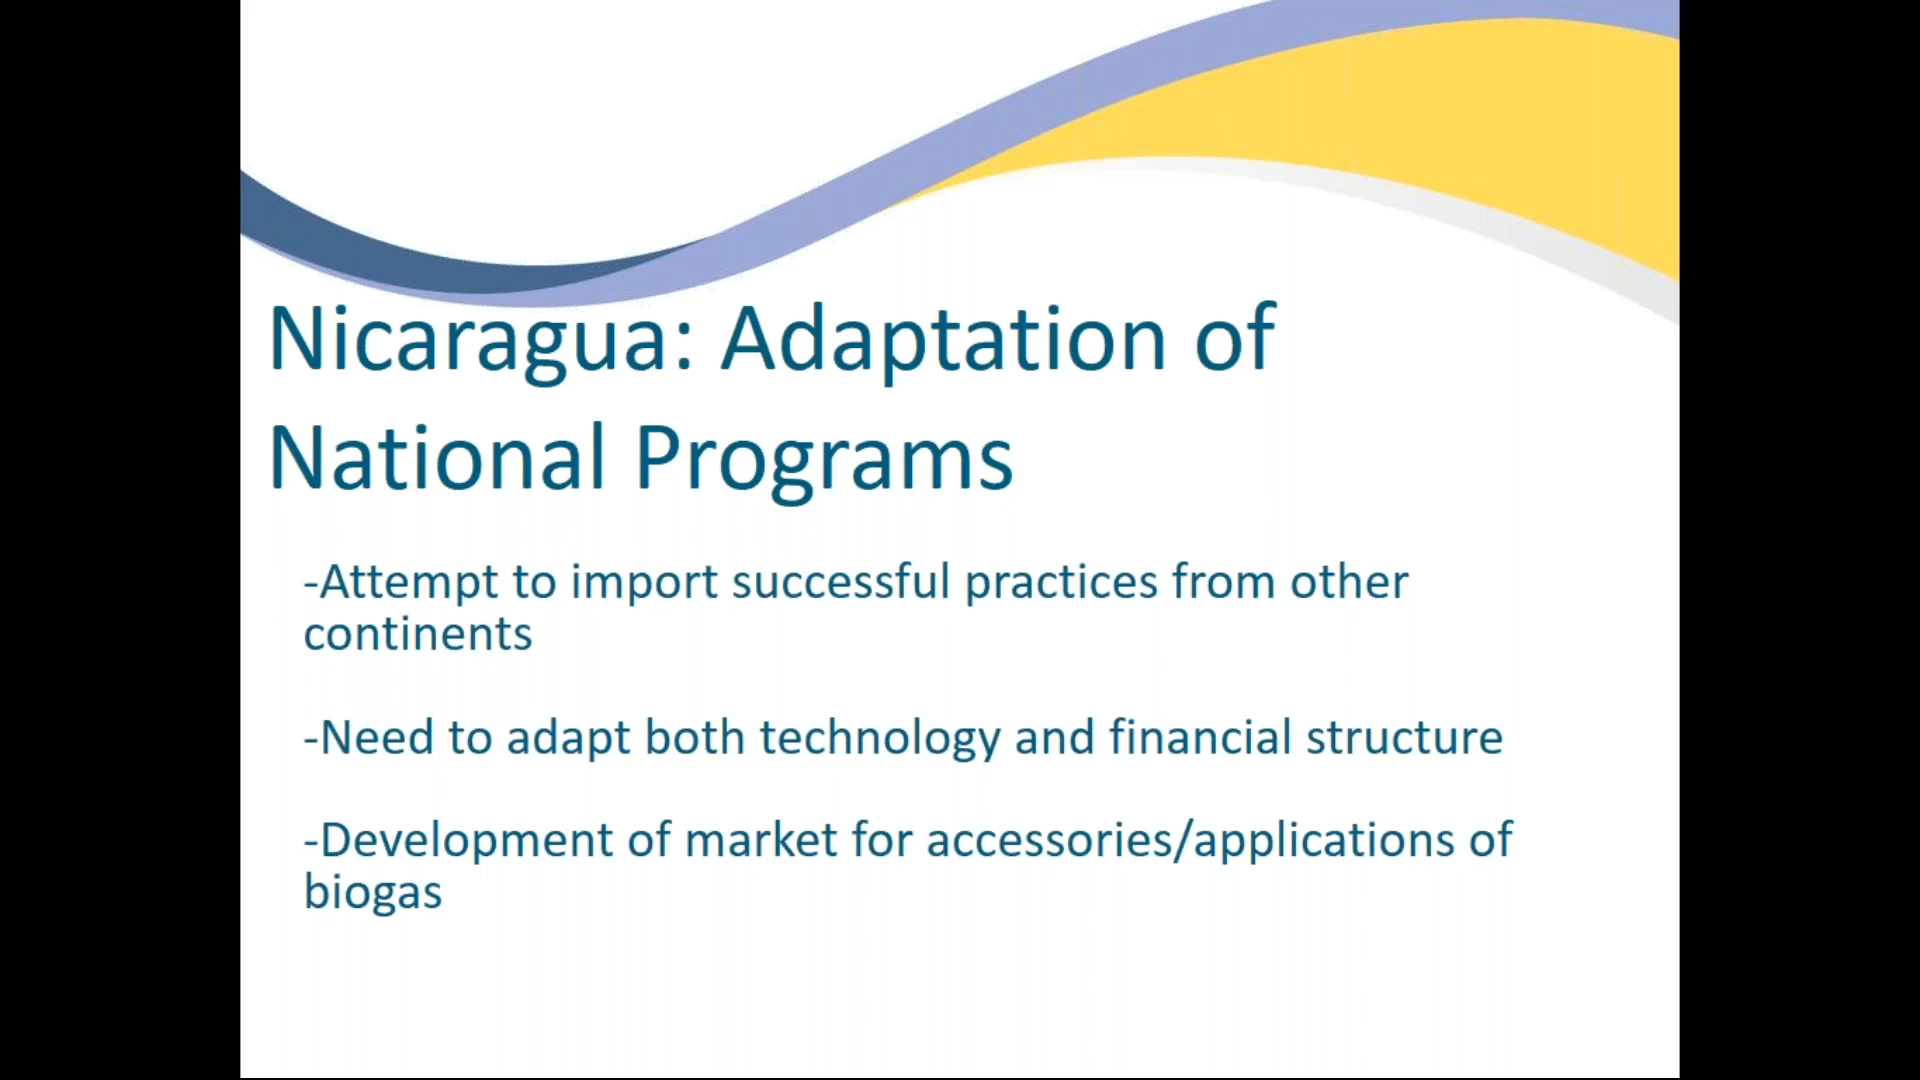 Nicaragua: Adaptation of
National Programs
-Attempt to import successful practices from other
continents
-Need to adapt both technology and financial structure
-Development of market for accessories/applications of
biogas